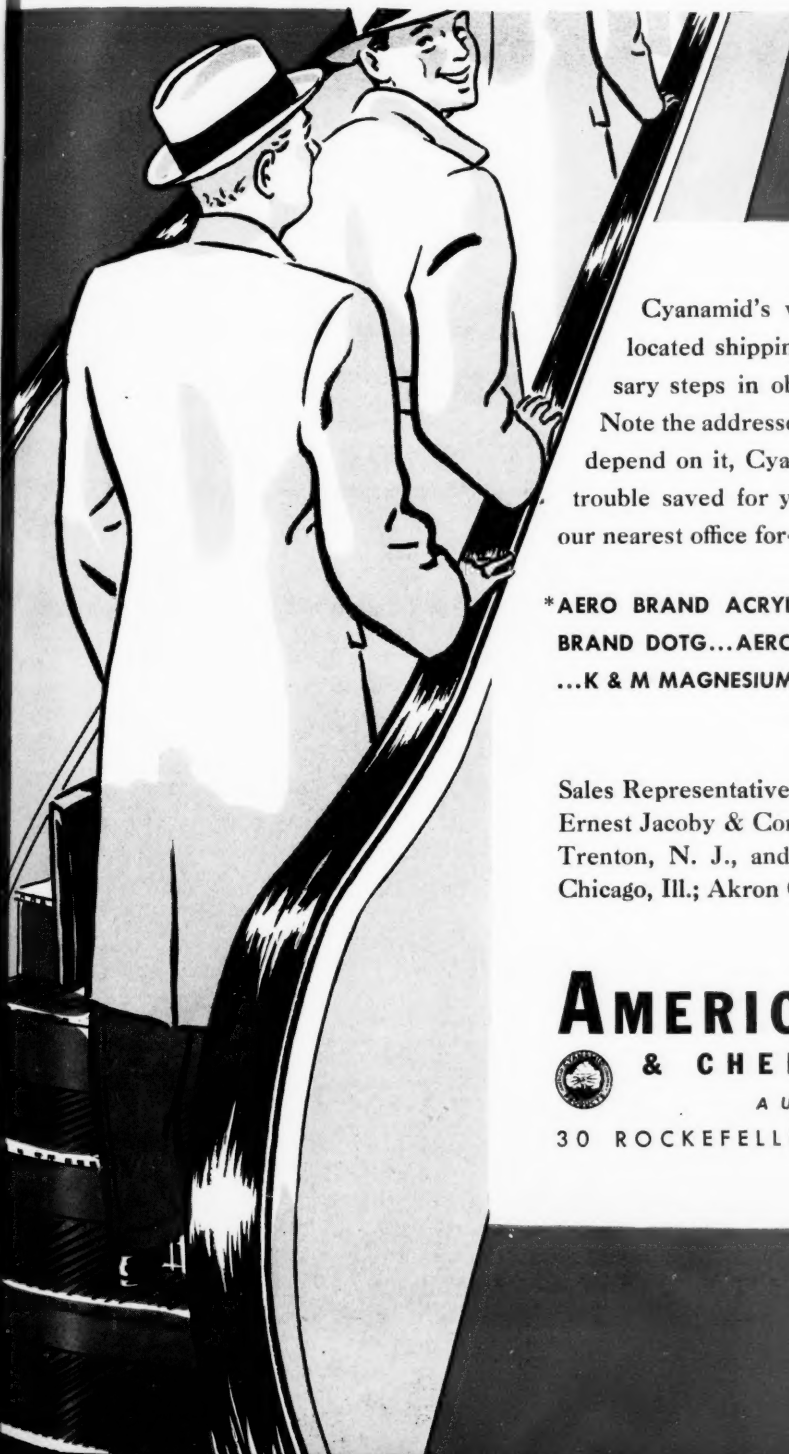 Cyanamid's
located shippin
sary steps in ob
Note the addresse
depend on it, Cya
trouble saved for y
our nearest office for
*AERO BRAND ACRY
BRAND DOTG...AERO
...K & M MAGNESIUM
Sales Representative
Ernest Jacoby & Co
Trenton, N. J., and
Chicago, Ill.; Akron
AMERIC
& CHE
A U
30 ROCKEFELL